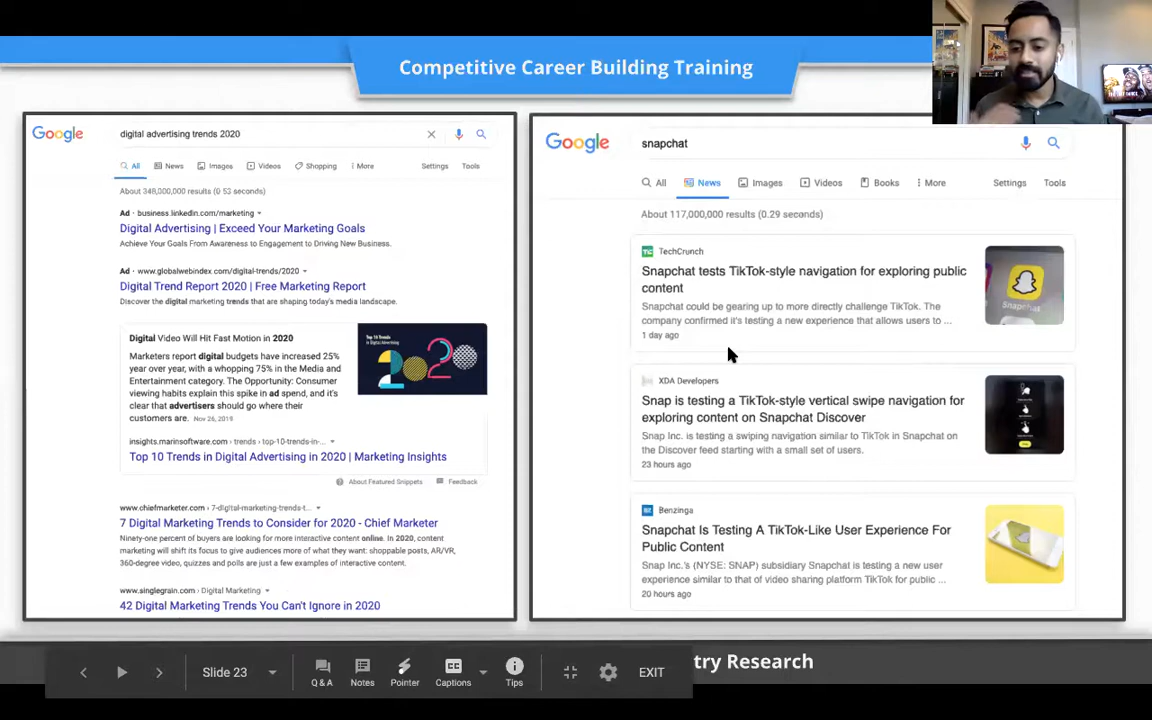 Competitive Career Building Training
Google
digital advertising trends 2020
All
News
Images
Videos
Shopping
More
Settings
Tools
About 348,000,000 results (0.53 seconds)
Ad · business.linkedin.com/marketing
Digital Advertising | Exceed Your Marketing Goals
Achieve Your Goals From Awareness to Engagement to Driving New Business.
Ad · www.globalwebindex.com/digital-trends/2020
Digital Trend Report 2020 | Free Marketing Report
Discover the digital marketing trends that are shaping today's media landscape.
Digital Video Will Hit Fast Motion in 2020
Marketers report digital budgets have increased 25%
year over year, with a whopping 75% in the Media and
Entertainment category. The Opportunity: Consumer
viewing habits explain this spike in ad spend, and it's
clear that advertisers should go where their
customers are. Nov 26, 2019
insights.marinsoftware.com › trends › top-10-trends-in-...
Top 10 Trends in Digital Advertising in 2020 | Marketing Insights
About Featured Snippets
Feedback
www.chiefmarketer.com › 7-digital-marketing-trends-t...
7 Digital Marketing Trends to Consider for 2020 - Chief Marketer
Ninety-one percent of buyers are looking for more interactive content online. In 2020, content
marketing will shift its focus to give audiences more of what they want: shoppable posts, AR/VR,
360-degree video, quizzes and polls are just a few examples of interactive content.
www.singlegrain.com › Digital Marketing
42 Digital Marketing Trends You Can't Ignore in 2020
Google
snapchat
All
News
Images
Videos
Books
More
Settings
Tools
About 117,000,000 results (0.29 seconds)
TechCrunch
Snapchat tests TikTok-style navigation for exploring public
content
Snapchat could be gearing up to more directly challenge TikTok. The
company confirmed it's testing a new experience that allows users to ...
1 day ago
Snapchat
XDA Developers
Snap is testing a TikTok-style vertical swipe navigation for
exploring content on Snapchat Discover
Snap Inc. is testing a swiping navigation similar to TikTok in Snapchat on
the Discover feed starting with a small set of users.
23 hours ago
Benzinga
Snapchat Is Testing A TikTok-Like User Experience For
Public Content
Snap Inc.'s (NYSE: SNAP) subsidiary Snapchat is testing a new user
experience similar to that of video sharing platform TikTok for public ...
20 hours ago
try Research
Slide 23
Q & A
Notes
Pointer
Captions
Tips
EXIT